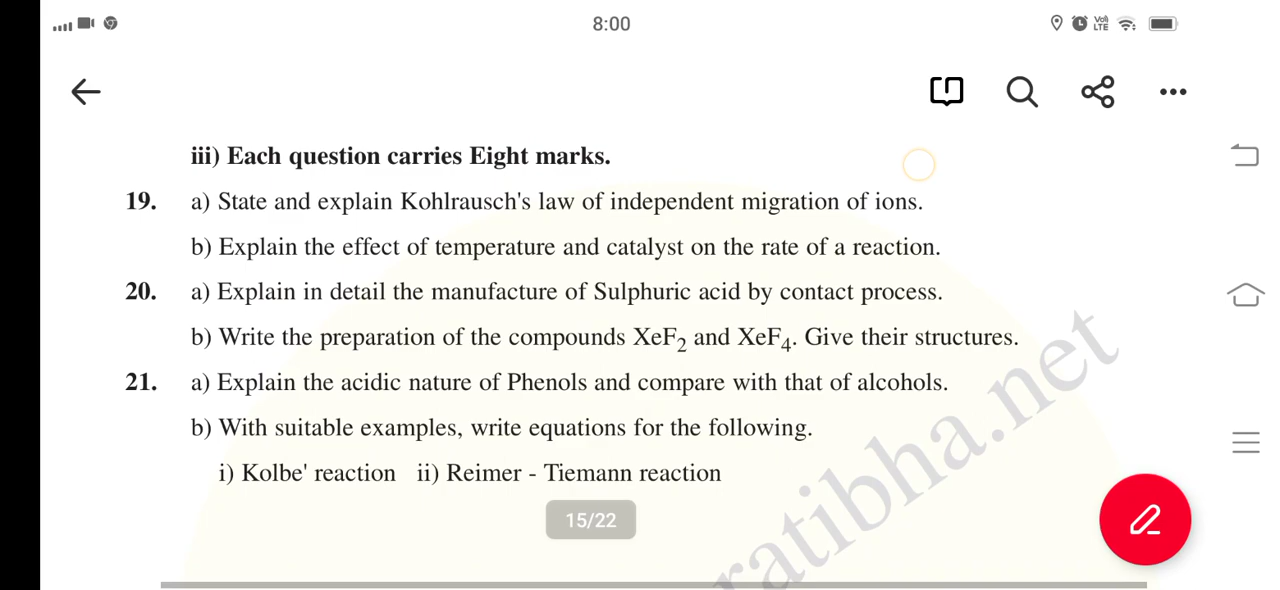 8:00
Vo) LTE
iii) Each question carries Eight marks.
19. a) State and explain Kohlrausch's law of independent migration of ions.
b) Explain the effect of temperature and catalyst on the rate of a reaction.
20. a) Explain in detail the manufacture of Sulphuric acid by contact process.
b) Write the preparation of the compounds XeF₂ and XeF₄. Give their structures.
21. a) Explain the acidic nature of Phenols and compare with that of alcohols.
b) With suitable examples, write equations for the following.
i) Kolbe' reaction ii) Reimer - Tiemann reaction
15/22
ratibha.net